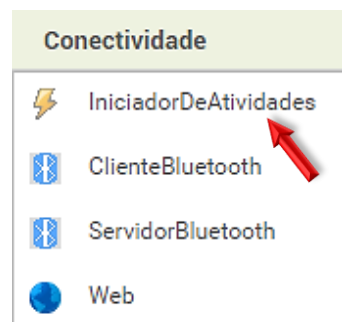 Conectividade
IniciadorDeAtividades
ClienteBluetooth
ServidorBluetooth
Web